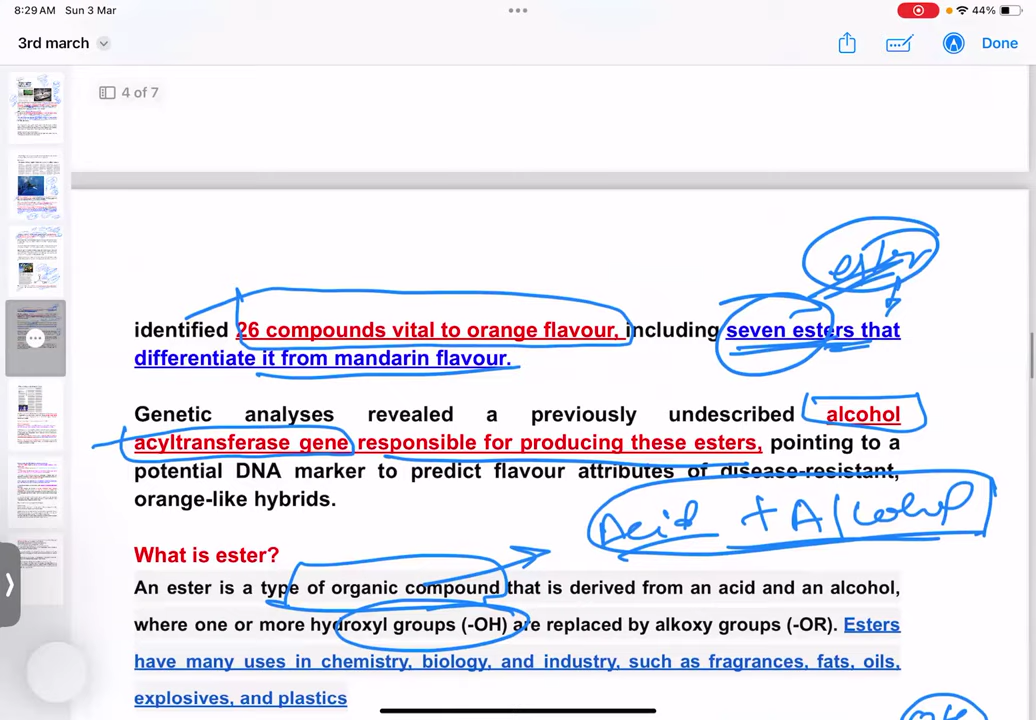 8:29 AM Sun 3 Mar
44%
3rd march
Done
4 of 7
ester
identified 26 compounds vital to orange flavour, including seven esters that
differentiate it from mandarin flavour.
Genetic analyses revealed a previously undescribed alcohol
acyltransferase gene responsible for producing these esters, pointing to a
potential DNA marker to predict flavour attributes of disease-resistant,
orange-like hybrids.
Acid + Alcohol
What is ester?
An ester is a type of organic compound that is derived from an acid and an alcohol,
where one or more hydroxyl groups (-OH) are replaced by alkoxy groups (-OR). Esters
have many uses in chemistry, biology, and industry, such as fragrances, fats, oils,
explosives, and plastics